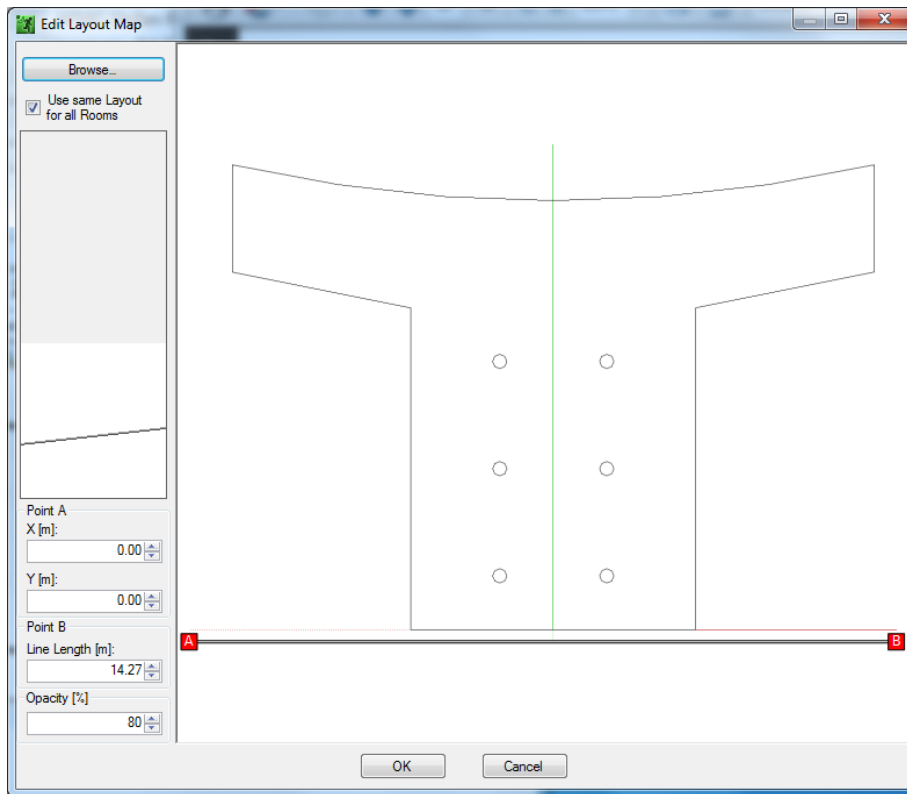 Edit Layout Map
Browse...
Use same Layout
for all Rooms
Point A
X [m]:
0.00
Y [m]:
0.00
Point B
Line Length [m]:
14.27
Opacity [%]
80
A
B
OK
Cancel